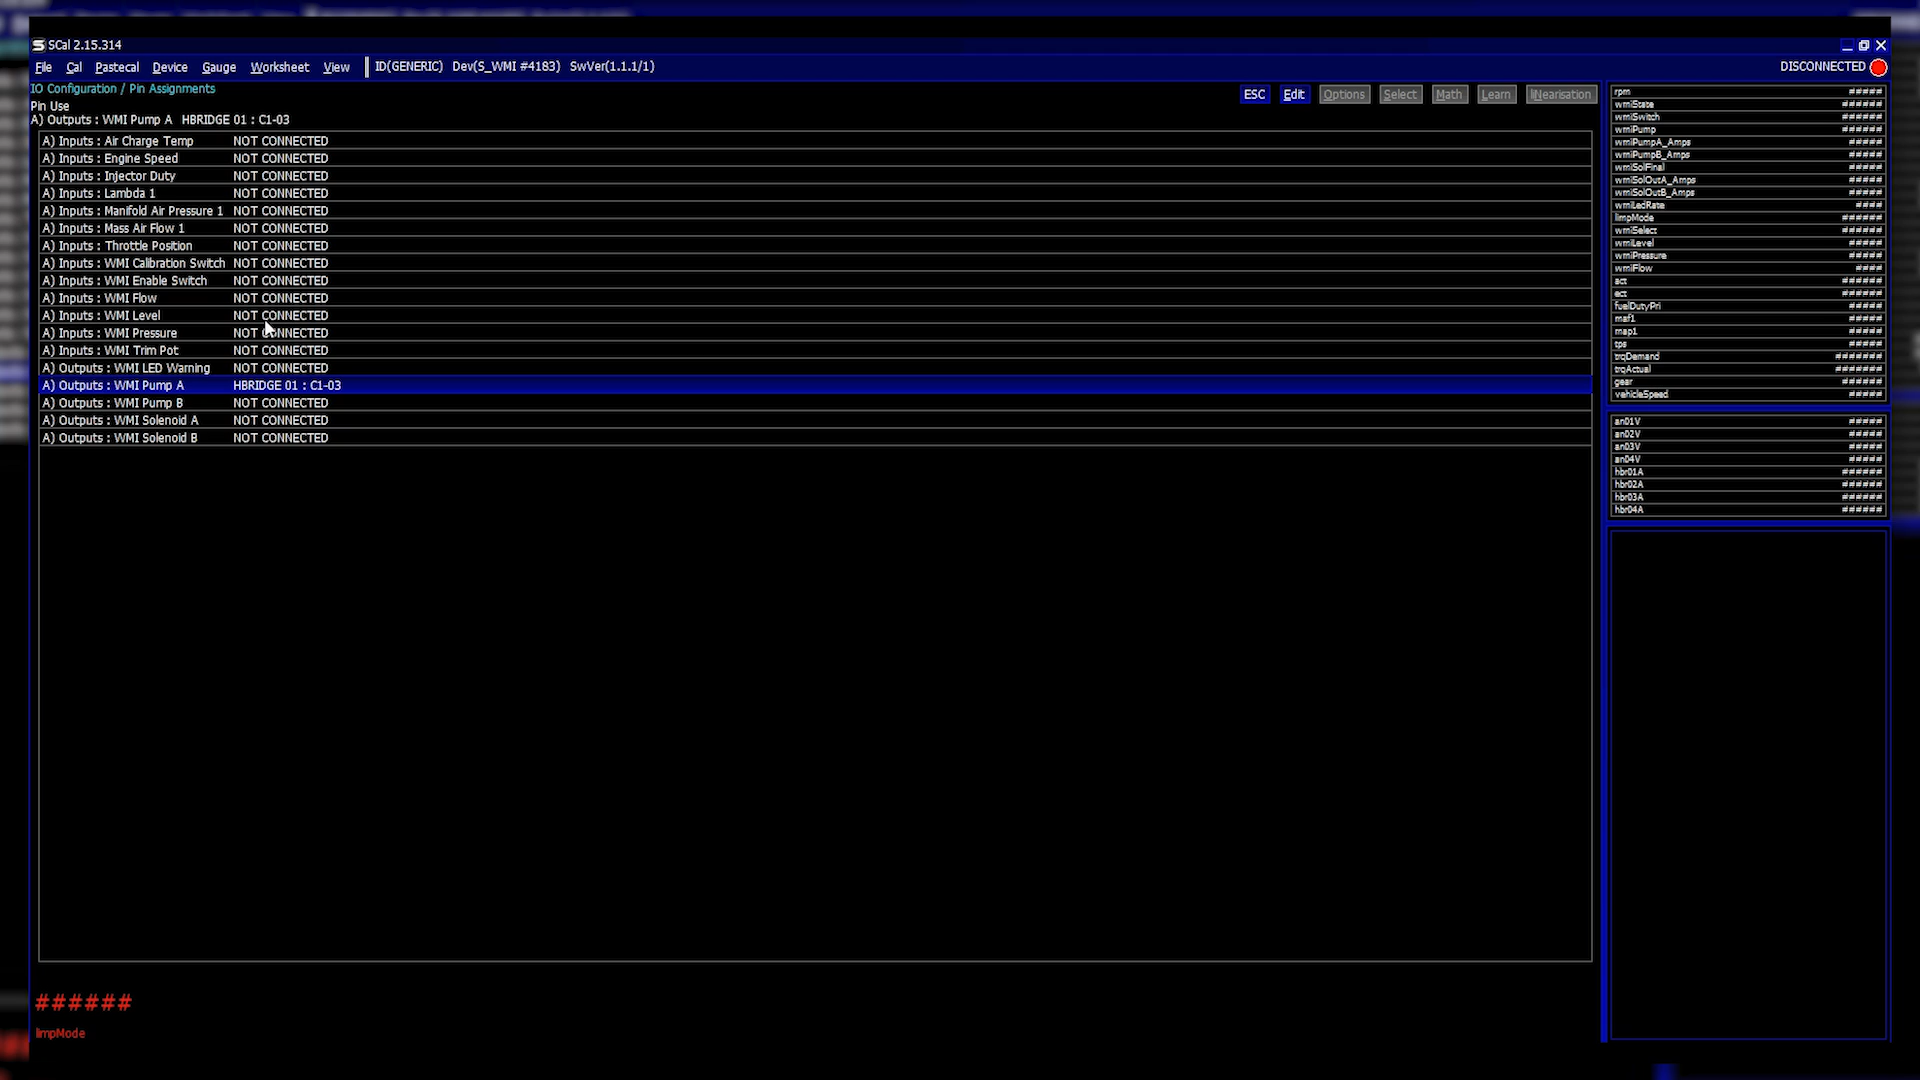 SCal 2.15.314
File Cal Pastecal Device Gauge Worksheet View ID(GENERIC) Dev(S_WMI #4183) SwVer(1.1.1/1) DISCONNECTED
IO Configuration / Pin Assignments
ESC Edit Options Select Math Learn liNearisation
Pin Use
A) Outputs : WMI Pump A HBRIDGE 01 : C1-03
A) Inputs : Air Charge Temp NOT CONNECTED
A) Inputs : Engine Speed NOT CONNECTED
A) Inputs : Injector Duty NOT CONNECTED
A) Inputs : Lambda 1 NOT CONNECTED
A) Inputs : Manifold Air Pressure 1 NOT CONNECTED
A) Inputs : Mass Air Flow 1 NOT CONNECTED
A) Inputs : Throttle Position NOT CONNECTED
A) Inputs : WMI Calibration Switch NOT CONNECTED
A) Inputs : WMI Enable Switch NOT CONNECTED
A) Inputs : WMI Flow NOT CONNECTED
A) Inputs : WMI Level NOT CONNECTED
A) Inputs : WMI Pressure NOT CONNECTED
A) Inputs : WMI Trim Pot NOT CONNECTED
A) Outputs : WMI LED Warning NOT CONNECTED
A) Outputs : WMI Pump A HBRIDGE 01 : C1-03
A) Outputs : WMI Pump B NOT CONNECTED
A) Outputs : WMI Solenoid A NOT CONNECTED
A) Outputs : WMI Solenoid B NOT CONNECTED
######
limpMode
rpm #####
wmiState ######
wmiSwitch ######
wmiPump ######
wmiPumpA_Amps #####
wmiPumpB_Amps #####
wmiSolFinal #####
wmiSolOutA_Amps #####
wmiSolOutB_Amps #####
wmiLedRate ####
limpMode ######
wmiSelect ######
wmiLevel #####
wmiPressure #####
wmiFlow ####
act ######
ect ######
fuelDutyPri #####
maf1 #####
map1 #####
tps #####
trqDemand #######
trqActual #######
gear ######
vehicleSpeed #####
an01V #####
an02V #####
an03V #####
an04V #####
hbr01A ######
hbr02A ######
hbr03A ######
hbr04A ######